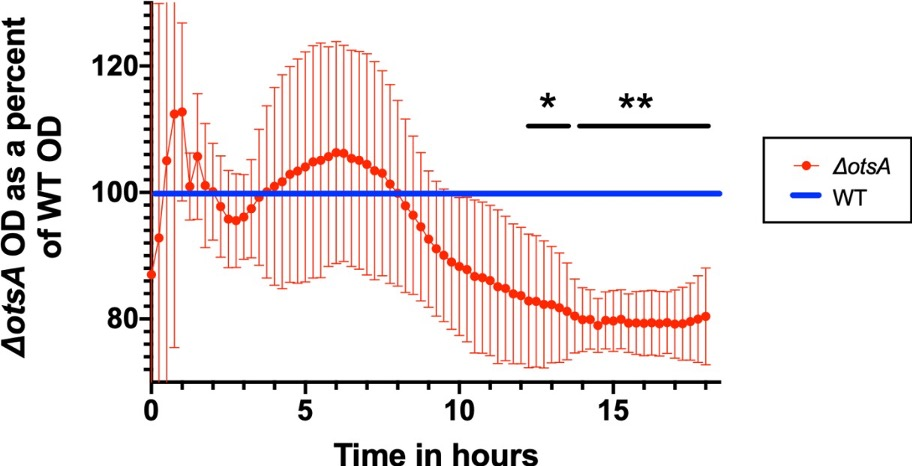 ΔotsA OD as a percent
of WT OD
120
100
80
0 5 10 15
Time in hours
* **
ΔotsA
WT